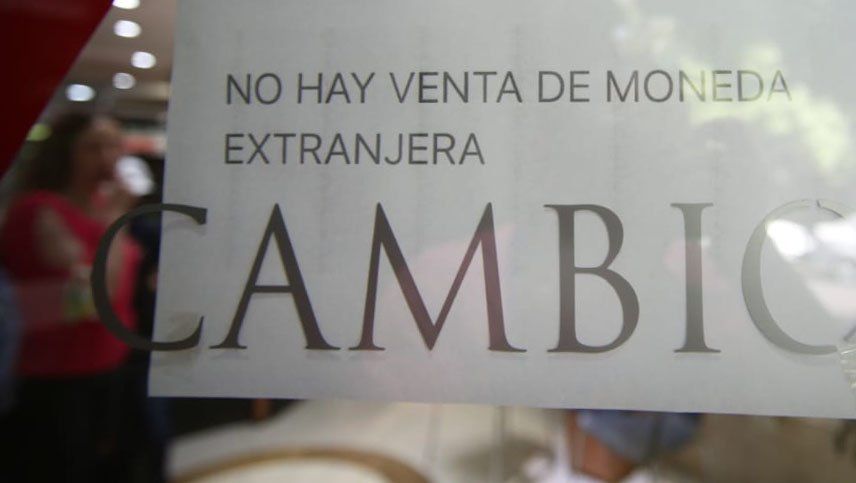 NO HAY VENTA DE MONEDA
EXTRANJERA
CAMBIO